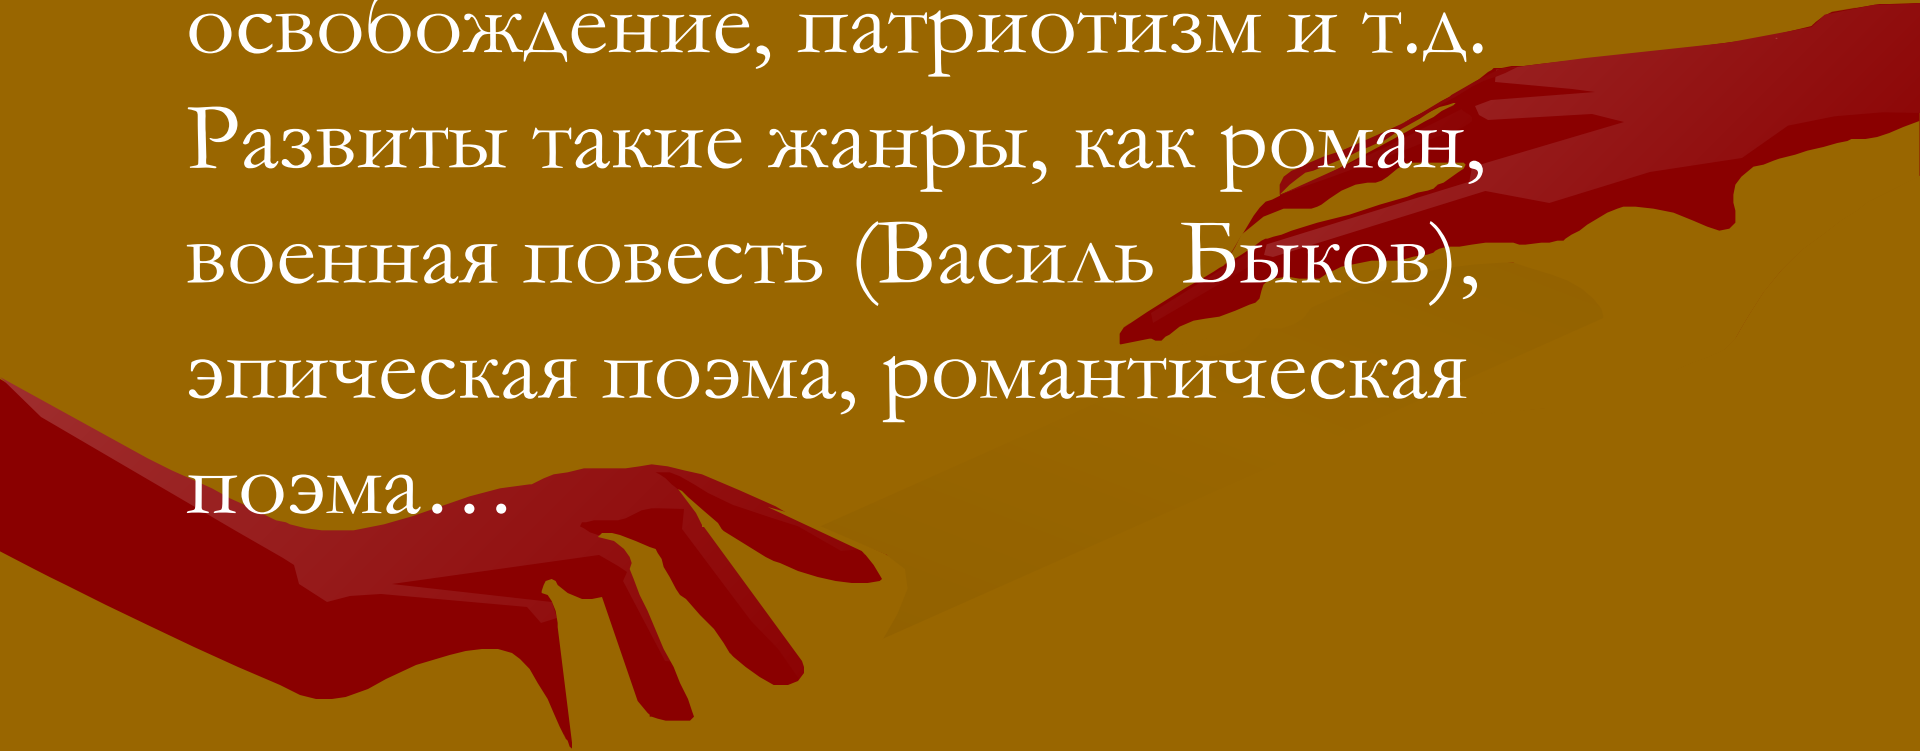 освобождение, патриотизм и т.д.
Развиты такие жанры, как роман,
военная повесть (Василь Быков),
эпическая поэма, романтическая
поэма…